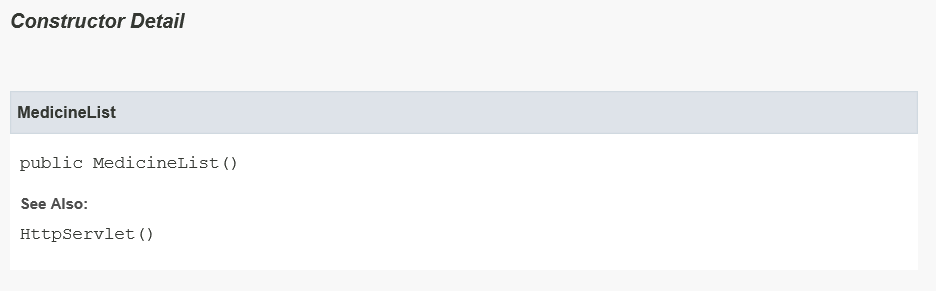 Constructor Detail
MedicineList
public MedicineList()
See Also:
HttpServlet()